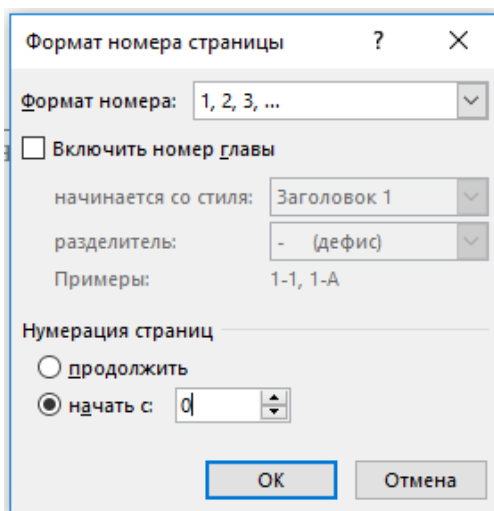 Формат номера страницы ? ×
Формат номера: 1, 2, 3, ...
Включить номер главы
начинается со стиля: Заголовок 1
разделитель: - (дефис)
Примеры: 1-1, 1-A
Нумерация страниц
продолжить
начать с: 0
ОК Отмена